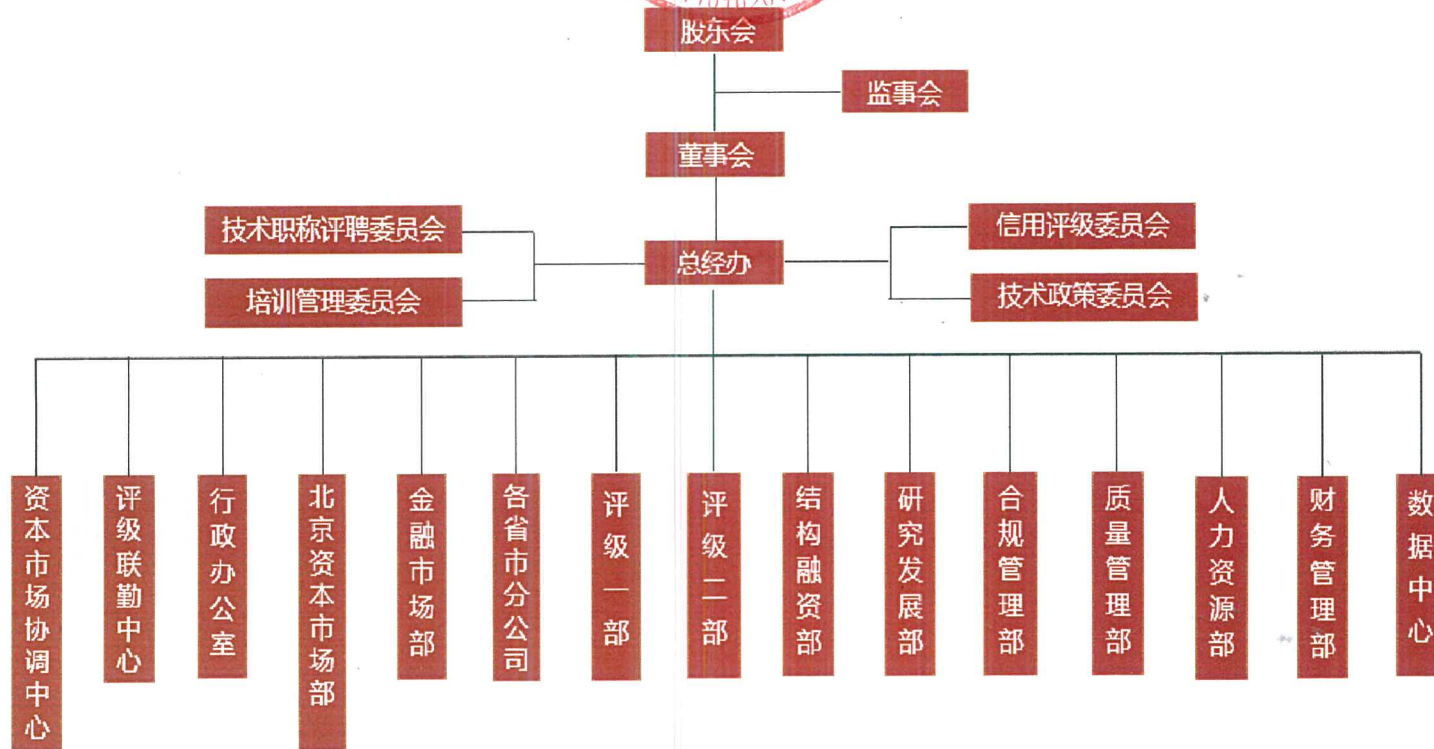 股东会
监事会
董事会
技术职称评聘委员会
信用评级委员会
总经办
培训管理委员会
技术政策委员会
资本市场协调中心
评级联勤中心
行政办公室
北京资本市场部
金融市场部
各省市分公司
评级一部
评级二部
结构融资部
研究发展部
合规管理部
质量管理部
人力资源部
财务管理部
数据中心